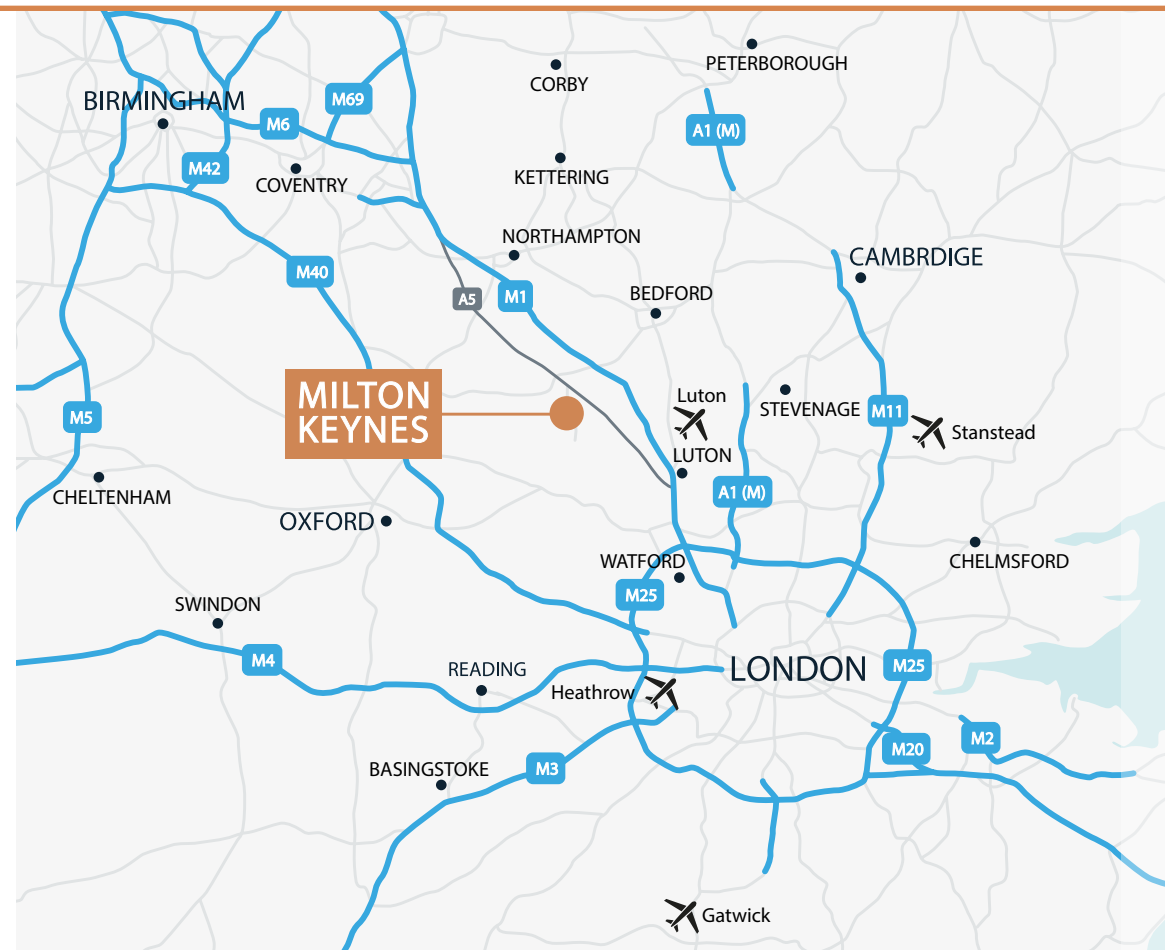 PETERBOROUGH
CORBY
BIRMINGHAM
M69
M6
A1 (M)
M42
COVENTRY
KETTERING
NORTHAMPTON
CAMBRDIGE
M40
A5
M1
BEDFORD
MILTON
KEYNES
Luton
STEVENAGE
M11
M5
Stanstead
LUTON
CHELTENHAM
A1 (M)
OXFORD
WATFORD
CHELMSFORD
M25
SWINDON
M4
READING
LONDON
M25
Heathrow
M20
M2
BASINGSTOKE
M3
Gatwick